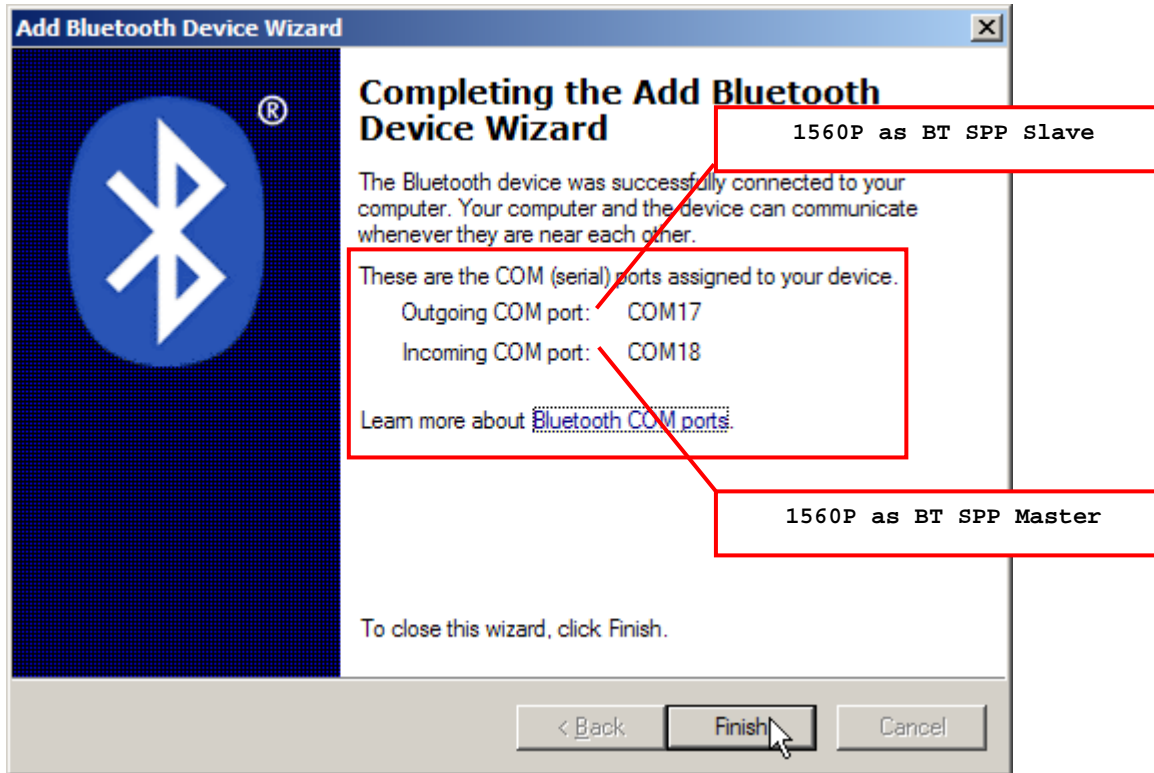 Add Bluetooth Device Wizard
®
Completing the Add Bluetooth
Device Wizard
1560P as BT SPP Slave
The Bluetooth device was successfully connected to your
computer. Your computer and the device can communicate
whenever they are near each other.
These are the COM (serial) ports assigned to your device.
Outgoing COM port: COM17
Incoming COM port: COM18
Learn more about Bluetooth COM ports.
1560P as BT SPP Master
To close this wizard, click Finish.
< Back
Finish
Cancel